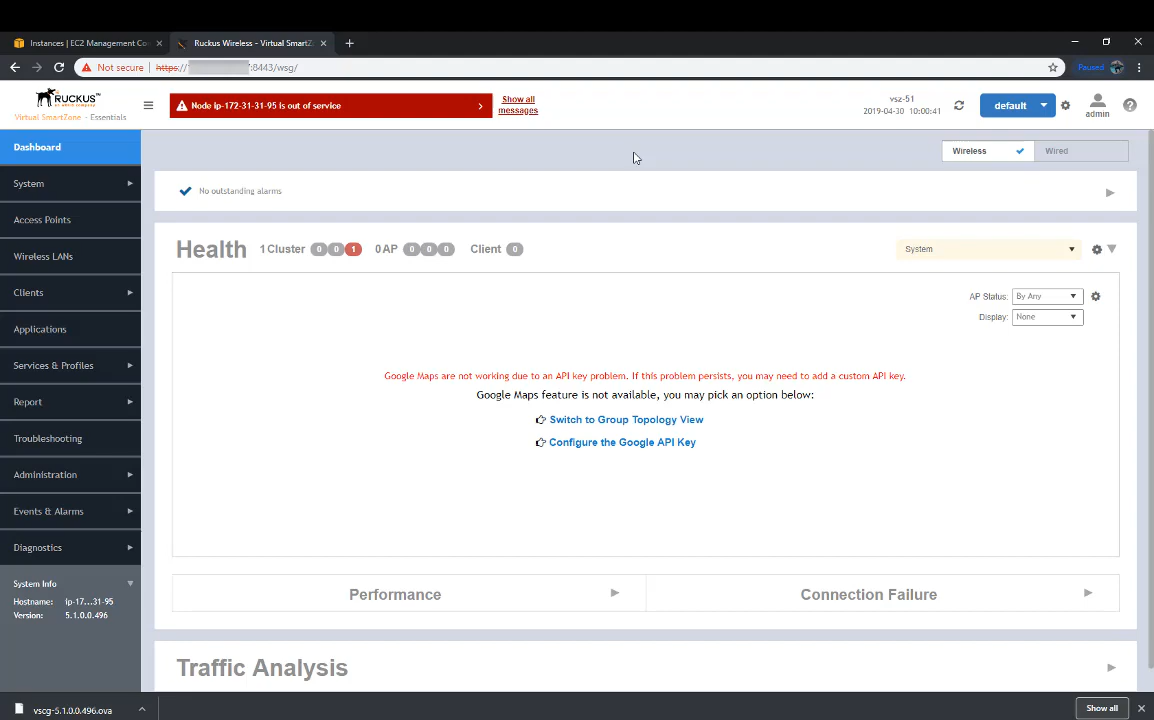 Instances | EC2 Management Co
Ruckus Wireless - Virtual SmartZ
Not secure
https:// :8443/wsg/
Paused
RUCKUS™
Virtual SmartZone - Essentials
Node ip-172-31-31-95 is out of service
Show all
messages
vsz-51
2019-04-30 10:00:41
default
admin
Dashboard
Wireless
Wired
System
No outstanding alarms
Access Points
Wireless LANs
Health
1 Cluster 0 0 1
0 AP 0 0 0
Client 0
System
Clients
AP Status: By Any
Display: None
Applications
Services & Profiles
Google Maps are not working due to an API key problem. If this problem persists, you may need to add a custom API key.
Google Maps feature is not available, you may pick an option below:
Report
Switch to Group Topology View
Troubleshooting
Configure the Google API Key
Administration
Events & Alarms
Diagnostics
System Info
Hostname: ip-17...31-95
Version: 5.1.0.0.496
Performance
Connection Failure
Traffic Analysis
vscg-5.1.0.0.496.ova
Show all